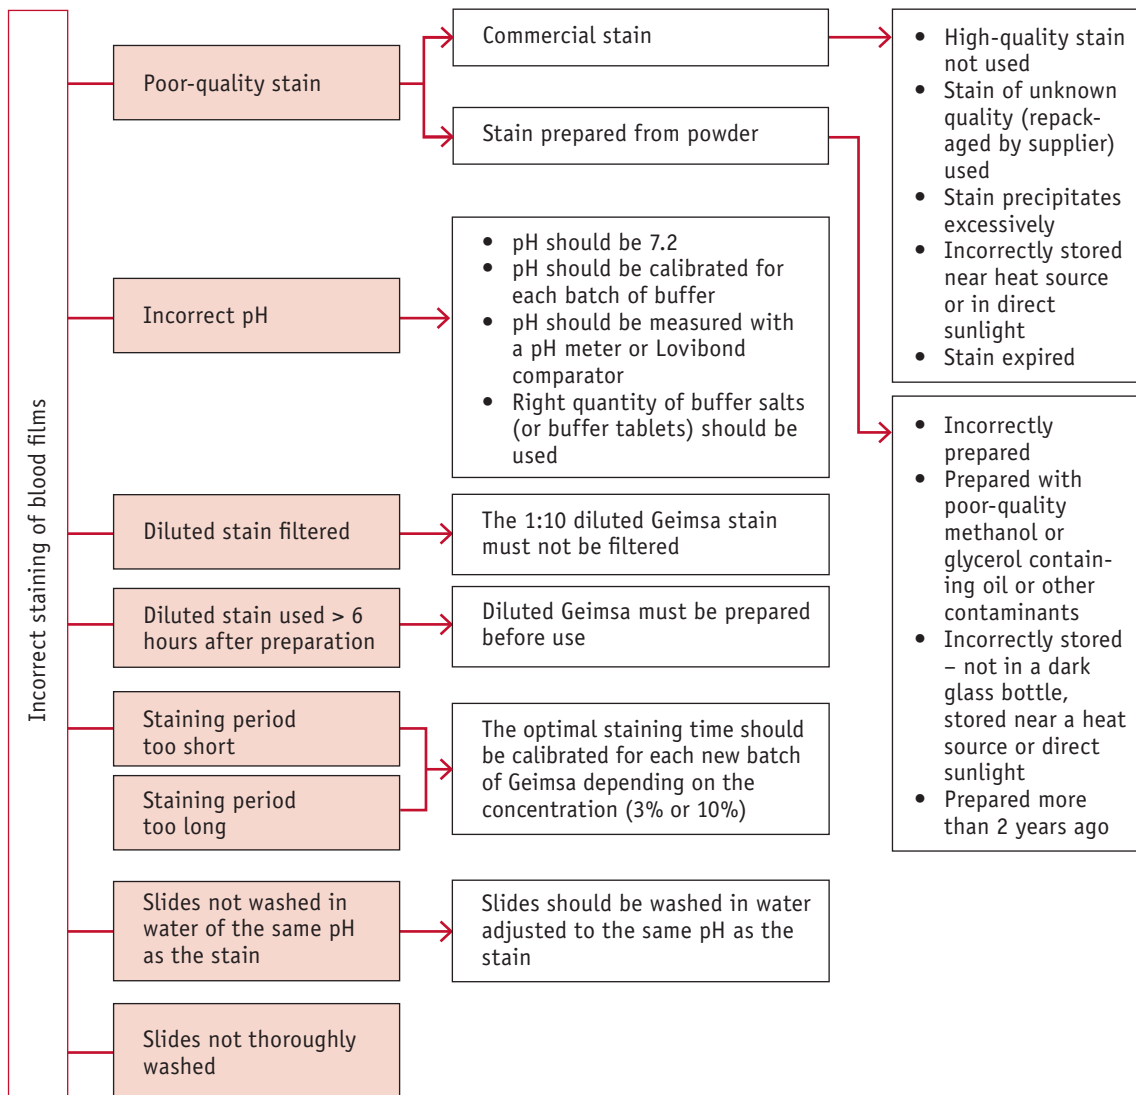 Incorrect staining of blood films
Poor-quality stain
Commercial stain
Stain prepared from powder
• High-quality stain
not used
• Stain of unknown
quality (repack-
aged by supplier)
used
• Stain precipitates
excessively
• Incorrectly stored
near heat source
or in direct
sunlight
• Stain expired
• Incorrectly
prepared
• Prepared with
poor-quality
methanol or
glycerol contain-
ing oil or other
contaminants
• Incorrectly stored
– not in a dark
glass bottle,
stored near a heat
source or direct
sunlight
• Prepared more
than 2 years ago
Incorrect pH
• pH should be 7.2
• pH should be calibrated for
each batch of buffer
• pH should be measured with
a pH meter or Lovibond
comparator
• Right quantity of buffer salts
(or buffer tablets) should be
used
Diluted stain filtered
The 1:10 diluted Geimsa stain
must not be filtered
Diluted stain used > 6
hours after preparation
Diluted Geimsa must be prepared
before use
Staining period
too short
Staining period
too long
The optimal staining time should
be calibrated for each new batch
of Geimsa depending on the
concentration (3% or 10%)
Slides not washed in
water of the same pH
as the stain
Slides should be washed in water
adjusted to the same pH as the
stain
Slides not thoroughly
washed